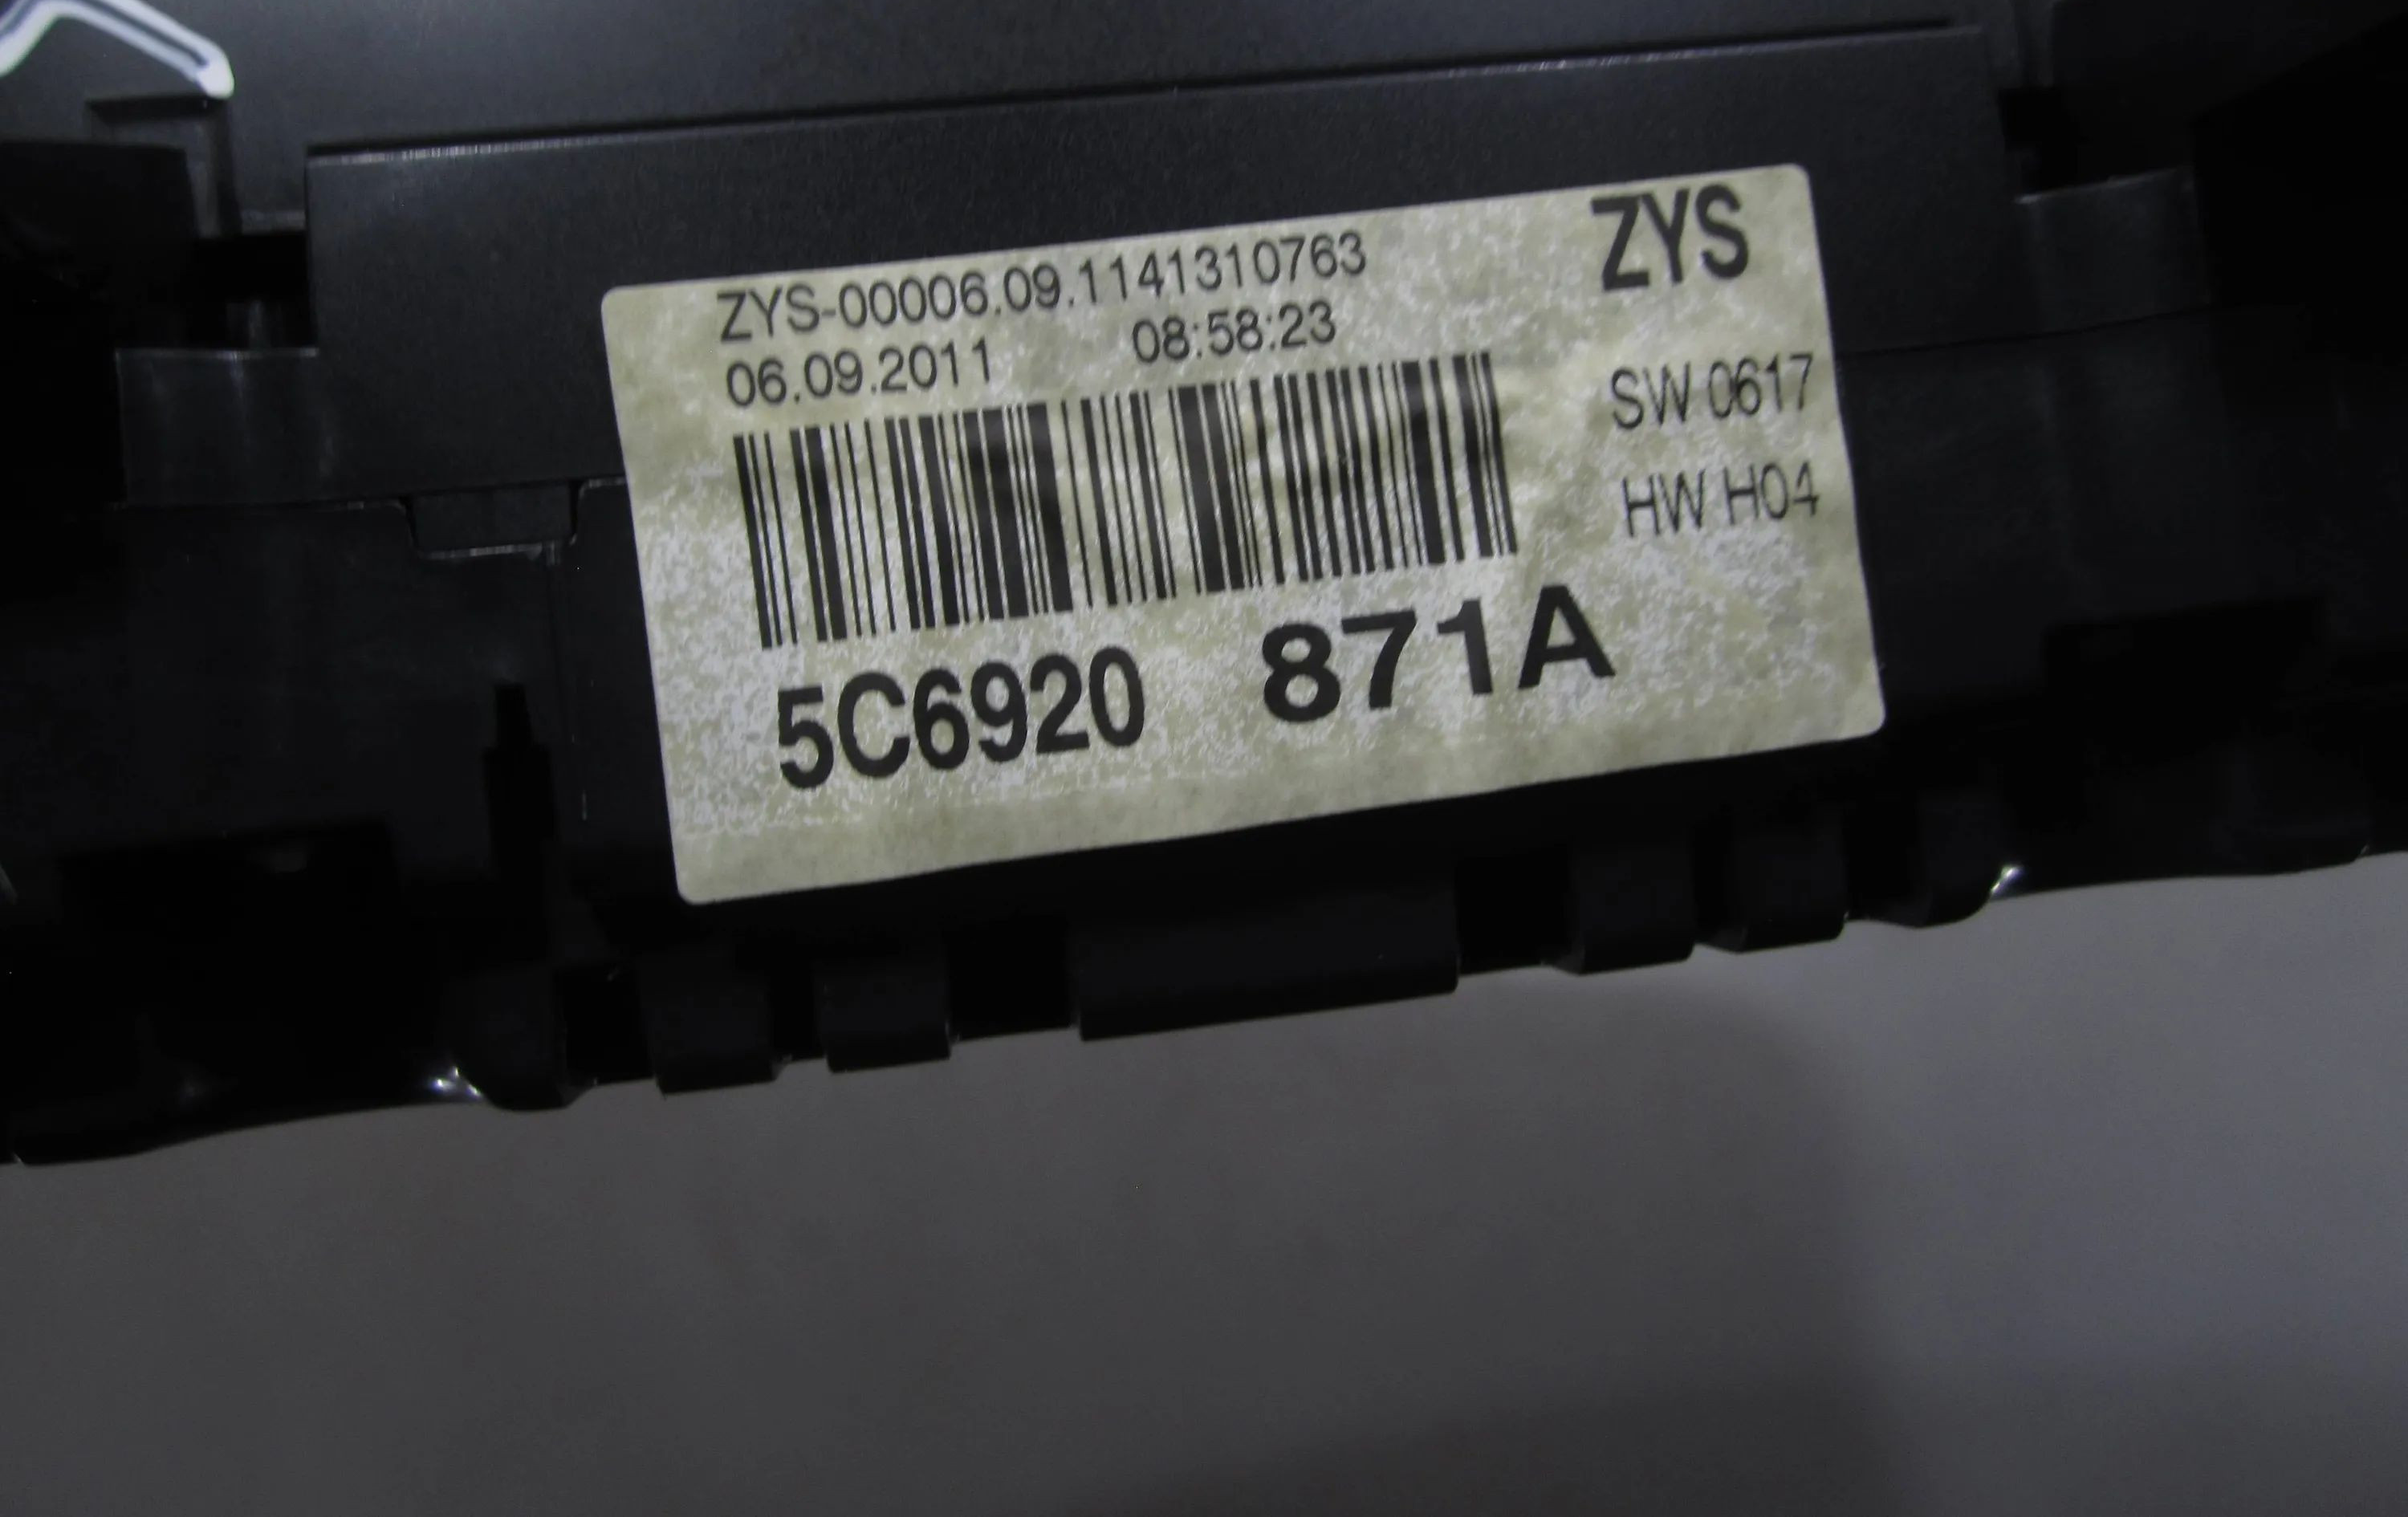 ZYS-00006.09.1141310763
ZYS
06.09.2011 08:58:23
SW 0617
HW H04
5C6920 871A